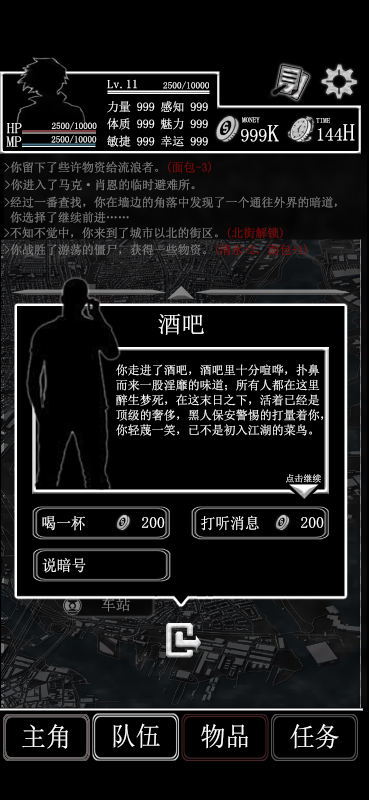 Lv.11 2500/10000
力量 999 感知 999
体质 999 魅力 999
敏捷 999 幸运 999
HP 2500/10000
MP 2500/10000
MONEY
999K
TIME
144H
>你留下了些许物资给流浪者。(面包-3)
>你进入了马克·肖恩的临时避难所。
>经过一番查找，你在墙边的角落中发现了一个通往外界的暗道，
你选择了继续前进……
>不知不觉中，你来到了城市以北的街区。(北街解锁)
>你战胜了游荡的僵尸，获得一些物资。
酒吧
你走进了酒吧，酒吧里十分喧哗，扑鼻
而来一股淫靡的味道；所有人都在这里
醉生梦死，在这末日之下，活着已经是
顶级的奢侈，黑人保安警惕的打量着你，
你轻蔑一笑，已不是初入江湖的菜鸟。
点击继续
喝一杯 200
打听消息 200
说暗号
车站
主角 队伍 物品 任务